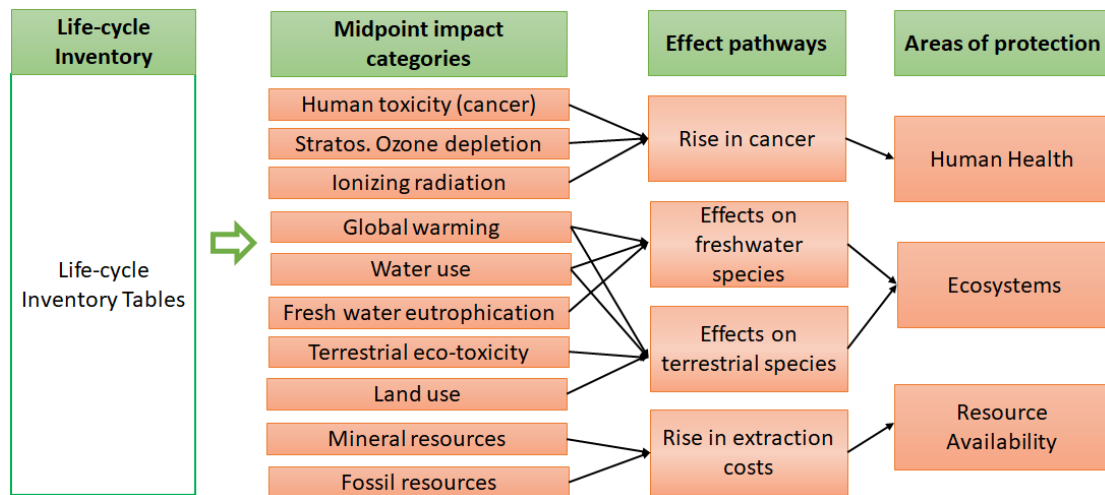 Life-cycle
Inventory
Midpoint impact
categories
Effect pathways
Areas of protection
Life-cycle
Inventory Tables
Human toxicity (cancer)
Stratos. Ozone depletion
Ionizing radiation
Global warming
Water use
Fresh water eutrophication
Terrestrial eco-toxicity
Land use
Mineral resources
Fossil resources
Rise in cancer
Effects on
freshwater
species
Effects on
terrestrial species
Rise in extraction
costs
Human Health
Ecosystems
Resource
Availability